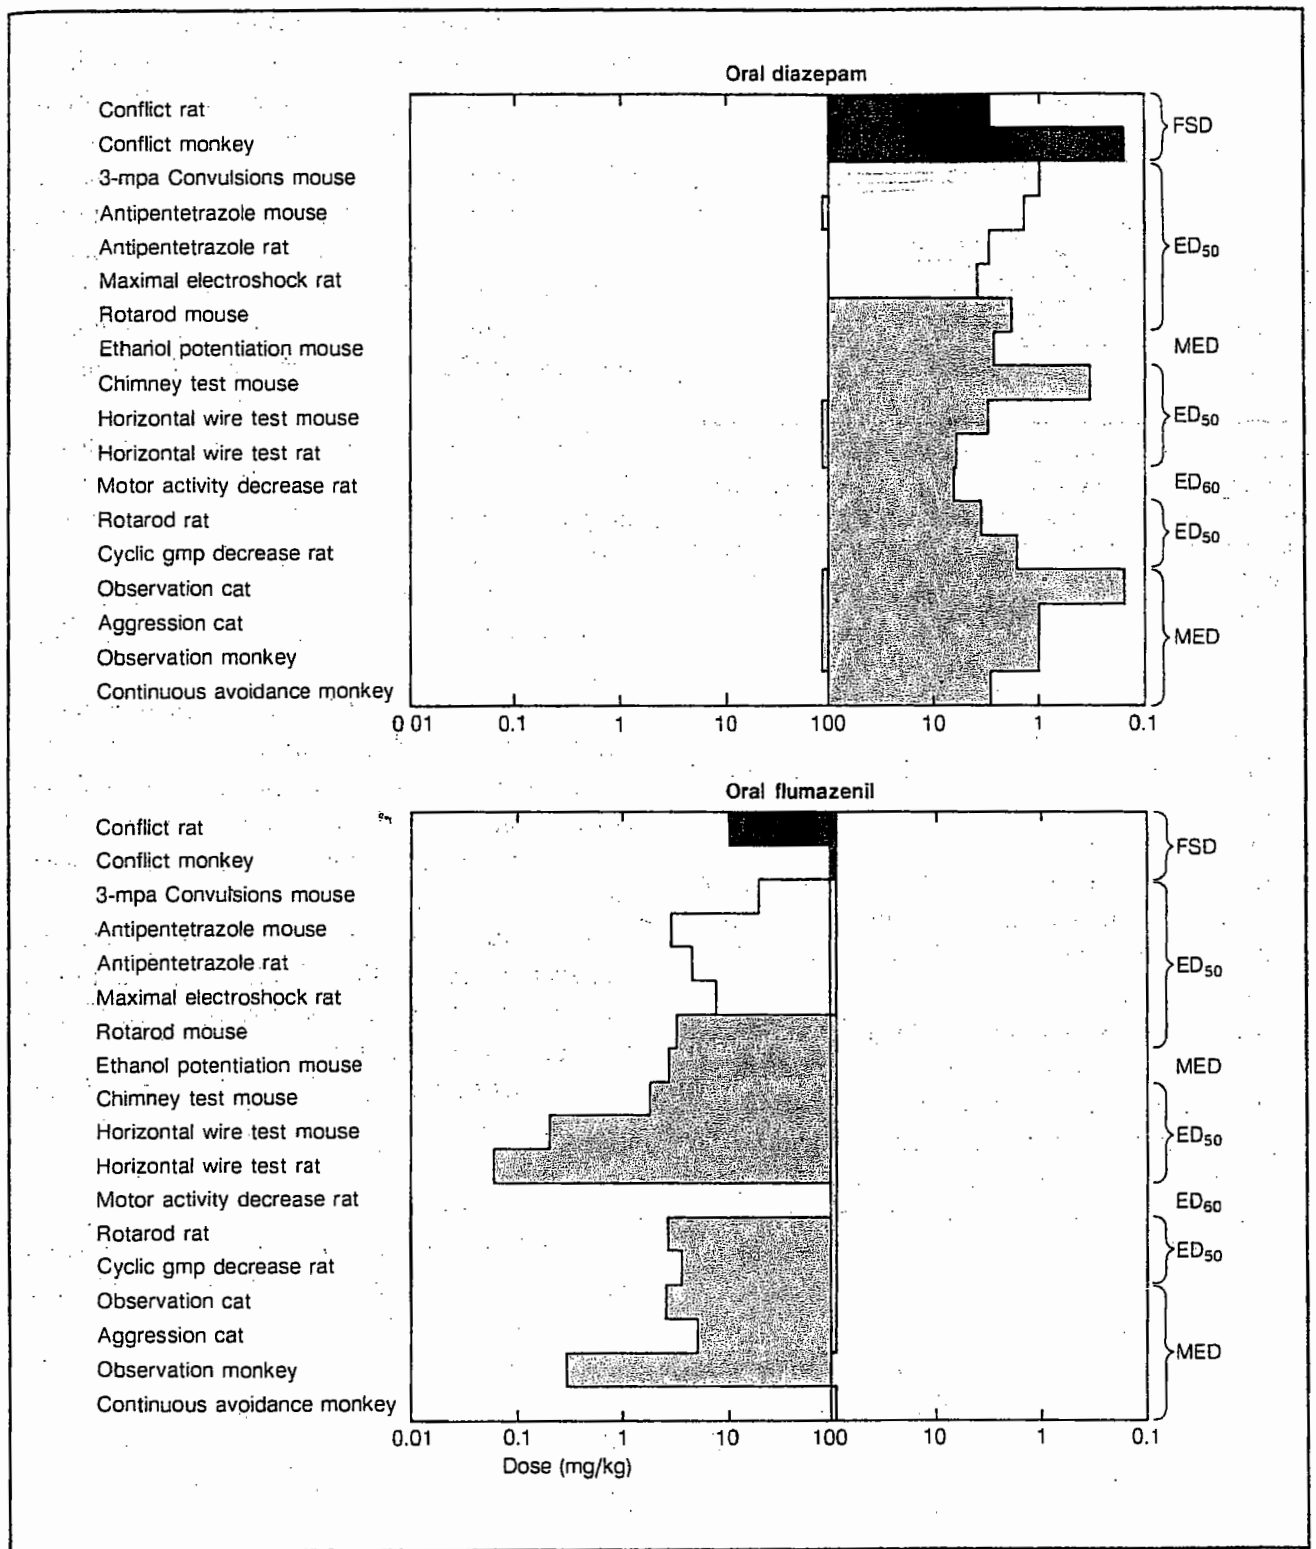 Oral diazepam
Conflict rat
Conflict monkey
FSD
3-mpa Convulsions mouse
Antipentetrazole mouse
Antipentetrazole rat
Maximal electroshock rat
Rotarod mouse
ED50
Ethanol potentiation mouse
MED
Chimney test mouse
Horizontal wire test mouse
Horizontal wire test rat
ED50
Motor activity decrease rat
ED60
Rotarod rat
Cyclic gmp decrease rat
ED50
Observation cat
Aggression cat
Observation monkey
Continuous avoidance monkey
MED
0 01 0.1 1 10 100 10 1 0.1
Oral flumazenil
Conflict rat
Conflict monkey
FSD
3-mpa Convulsions mouse
Antipentetrazole mouse
Antipentetrazole rat
Maximal electroshock rat
Rotarod mouse
ED50
Ethanol potentiation mouse
MED
Chimney test mouse
Horizontal wire test mouse
Horizontal wire test rat
ED50
Motor activity decrease rat
ED60
Rotarod rat
Cyclic gmp decrease rat
ED50
Observation cat
Aggression cat
Observation monkey
Continuous avoidance monkey
MED
0.01 0.1 1 10 100 10 1 0.1
Dose (mg/kg)